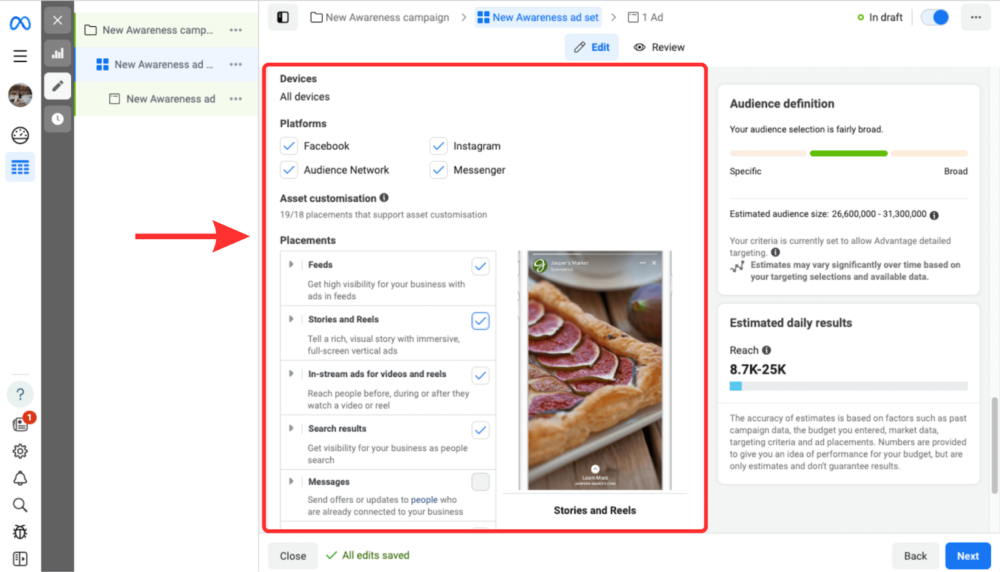 New Awareness camp...
New Awareness ad ...
New Awareness ad
?
1
New Awareness campaign
New Awareness ad set
1 Ad
In draft
Edit
Review
Devices
All devices
Platforms
Facebook
Instagram
Audience Network
Messenger
Asset customisation
19/18 placements that support asset customisation
Placements
Feeds
Get high visibility for your business with
ads in feeds
Stories and Reels
Tell a rich, visual story with immersive,
full-screen vertical ads
In-stream ads for videos and reels
Reach people before, during or after they
watch a video or reel
Search results
Get visibility for your business as people
search
Messages
Send offers or updates to people who
are already connected to your business
Jasper's Market
Sponsored
Learn More
JASPERS-MARKET.COM
Stories and Reels
Audience definition
Your audience selection is fairly broad.
Specific
Broad
Estimated audience size: 26,600,000 - 31,300,000
Your criteria is currently set to allow Advantage detailed
targeting.
Estimates may vary significantly over time based on
your targeting selections and available data.
Estimated daily results
Reach
8.7K-25K
The accuracy of estimates is based on factors such as past
campaign data, the budget you entered, market data,
targeting criteria and ad placements. Numbers are provided
to give you an idea of performance for your budget, but are
only estimates and don't guarantee results.
Close
All edits saved
Back
Next